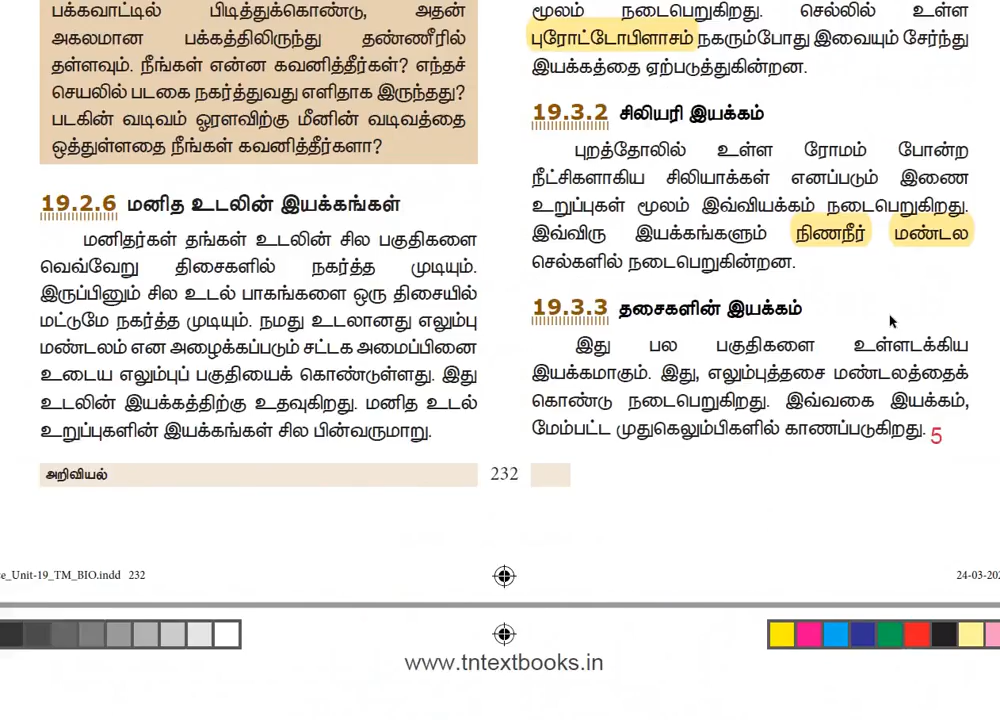 பக்கவாட்டில் பிடித்துக்கொண்டு, அதன்
அகலமான பக்கத்திலிருந்து தண்ணீரில்
தள்ளவும். நீங்கள் என்ன கவனித்தீர்கள்? எந்தச்
செயலில் படகை நகர்த்துவது எளிதாக இருந்தது?
படகின் வடிவம் ஓரளவிற்கு மீனின் வடிவத்தை
ஒத்துள்ளதை நீங்கள் கவனித்தீர்களா?
19.2.6 மனித உடலின் இயக்கங்கள்
மனிதர்கள் தங்கள் உடலின் சில பகுதிகளை
வெவ்வேறு திசைகளில் நகர்த்த முடியும்.
இருப்பினும் சில உடல் பாகங்களை ஒரு திசையில்
மட்டுமே நகர்த்த முடியும். நமது உடலானது எலும்பு
மண்டலம் என அழைக்கப்படும் சட்டக அமைப்பினை
உடைய எலும்புப் பகுதியைக் கொண்டுள்ளது. இது
உடலின் இயக்கத்திற்கு உதவுகிறது. மனித உடல்
உறுப்புகளின் இயக்கங்கள் சில பின்வருமாறு.
மூலம் நடைபெறுகிறது. செல்லில் உள்ள
புரோட்டோபிளாசம் நகரும்போது இவையும் சேர்ந்து
இயக்கத்தை ஏற்படுத்துகின்றன.
19.3.2 சிலியரி இயக்கம்
புறத்தோலில் உள்ள ரோமம் போன்ற
நீட்சிகளாகிய சிலியாக்கள் எனப்படும் இணை
உறுப்புகள் மூலம் இவ்வியக்கம் நடைபெறுகிறது.
இவ்விரு இயக்கங்களும் நிணநீர் மண்டல
செல்களில் நடைபெறுகின்றன.
19.3.3 தசைகளின் இயக்கம்
இது பல பகுதிகளை உள்ளடக்கிய
இயக்கமாகும். இது, எலும்புத்தசை மண்டலத்தைக்
கொண்டு நடைபெறுகிறது. இவ்வகை இயக்கம்,
மேம்பட்ட முதுகெலும்பிகளில் காணப்படுகிறது. 5
அறிவியல் 232
e_Unit-19_TM_BIO.indd 232
24-03-202
www.tntextbooks.in